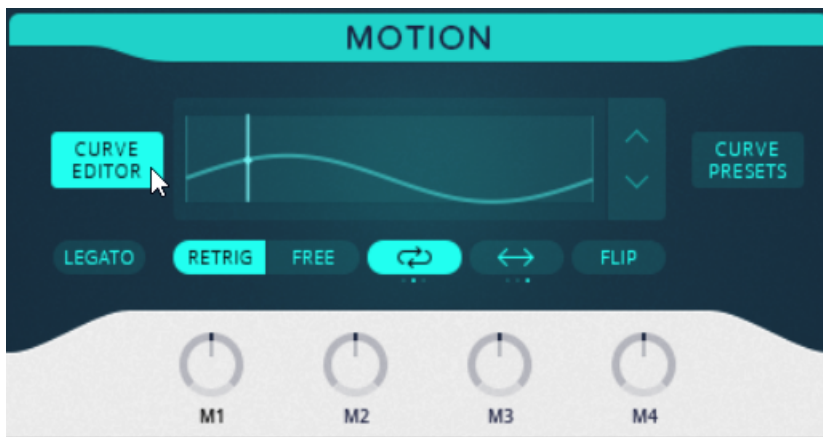 MOTION
CURVE
EDITOR
CURVE
PRESETS
LEGATO
RETRIG
FREE
FLIP
M1
M2
M3
M4